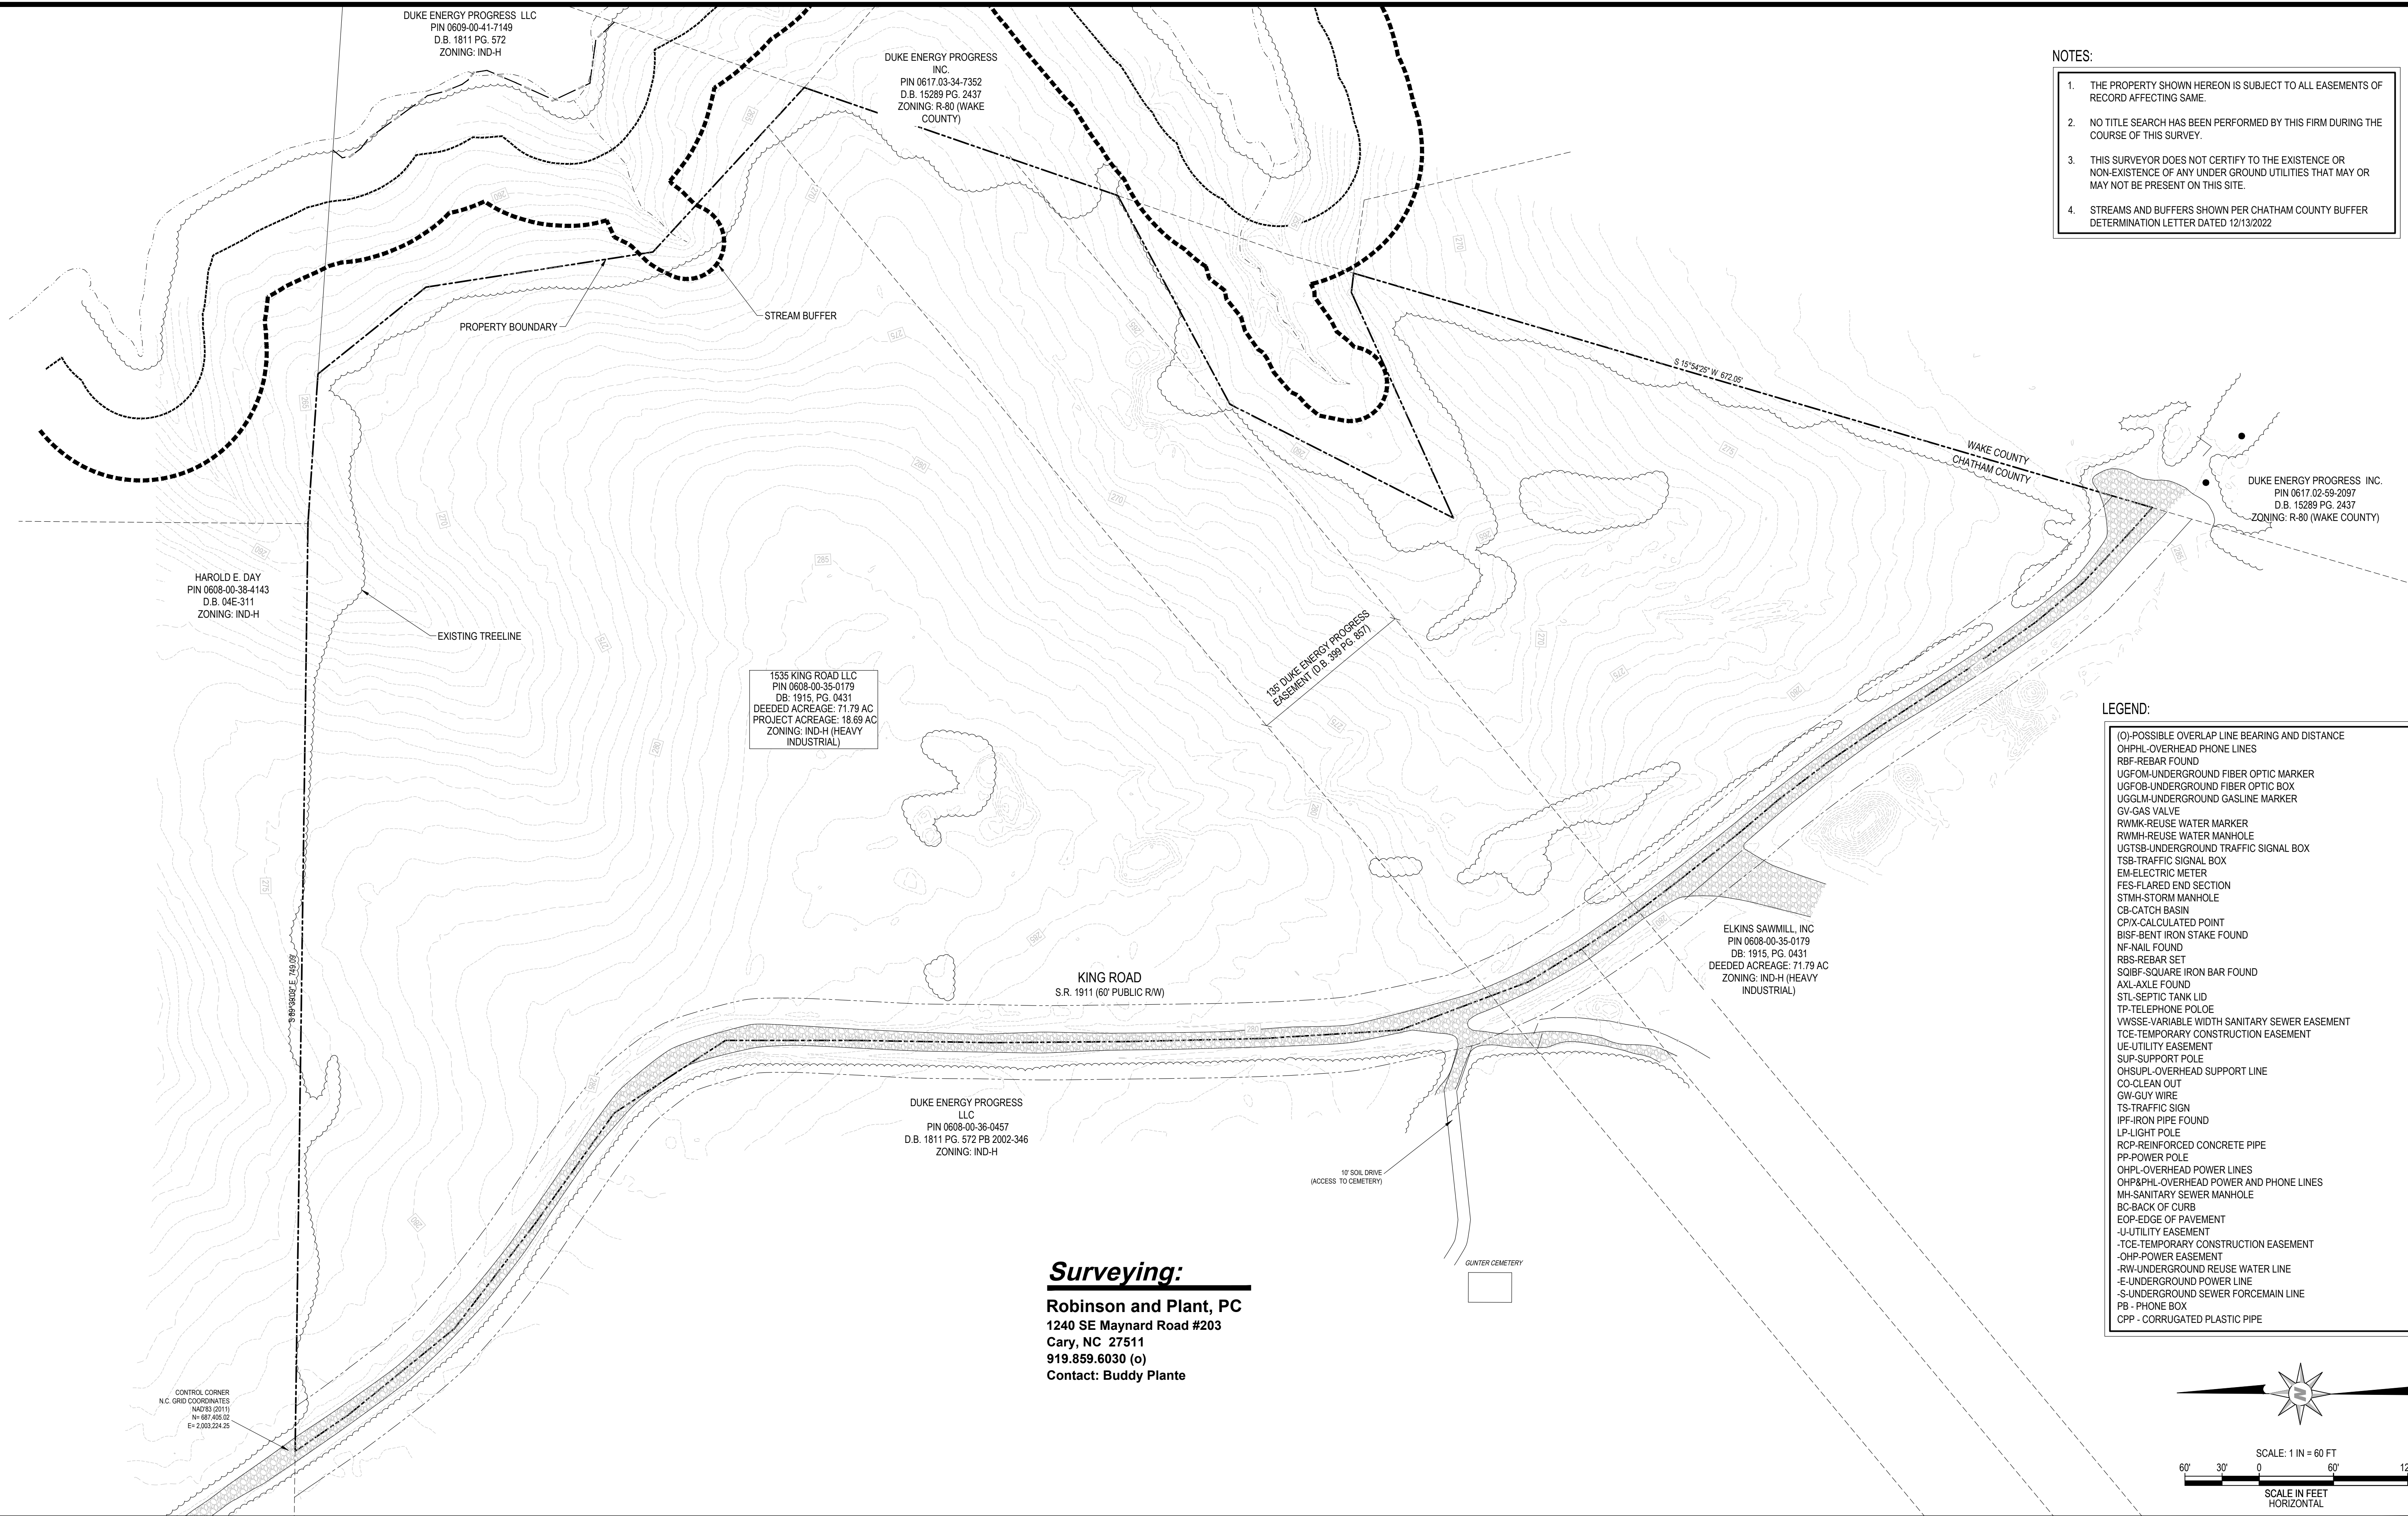 DUKE ENERGY PROGRESS  LLC
PIN 0609-00-41-7149
D.B. 1811 PG. 572
ZONING: IND-H
DUKE ENERGY PROGRESS
INC.
PIN 0617.03-34-7352
D.B. 15289 PG. 2437
ZONING: R-80 (WAKE
COUNTY)
NOTES:
1. THE PROPERTY SHOWN HEREON IS SUBJECT TO ALL EASEMENTS OF
RECORD AFFECTING SAME.
2. NO TITLE SEARCH HAS BEEN PERFORMED BY THIS FIRM DURING THE
COURSE OF THIS SURVEY.
3. THIS SURVEYOR DOES NOT CERTIFY TO THE EXISTENCE OR
NON-EXISTENCE OF ANY UNDER GROUND UTILITIES THAT MAY OR
MAY NOT BE PRESENT ON THIS SITE.
4. STREAMS AND BUFFERS SHOWN PER CHATHAM COUNTY BUFFER
DETERMINATION LETTER DATED 12/13/2022
PROPERTY BOUNDARY
STREAM BUFFER
S 15°54'25" W  672.05'
WAKE COUNTY
CHATHAM COUNTY
DUKE ENERGY PROGRESS  INC.
PIN 0617.02-59-2097
D.B. 15289 PG. 2437
ZONING: R-80 (WAKE COUNTY)
HAROLD E. DAY
PIN 0608-00-38-4143
D.B. 04E-311
ZONING: IND-H
EXISTING TREELINE
285
280
275
270
265
260
1535 KING ROAD LLC
PIN 0608-00-35-0179
DB: 1915, PG. 0431
DEEDED ACREAGE: 71.79 AC
PROJECT ACREAGE: 18.69 AC
ZONING: IND-H (HEAVY
INDUSTRIAL)
135' DUKE ENERGY PROGRESS
EASEMENT (D.B. 399 PG. 857)
LEGEND:
(O)-POSSIBLE OVERLAP LINE BEARING AND DISTANCE
OHPHL-OVERHEAD PHONE LINES
RBF-REBAR FOUND
UGFOM-UNDERGROUND FIBER OPTIC MARKER
UGFOB-UNDERGROUND FIBER OPTIC BOX
UGGLM-UNDERGROUND GASLINE MARKER
GV-GAS VALVE
RWMK-REUSE WATER MARKER
RWMH-REUSE WATER MANHOLE
UGTSB-UNDERGROUND TRAFFIC SIGNAL BOX
TSB-TRAFFIC SIGNAL BOX
EM-ELECTRIC METER
FES-FLARED END SECTION
STMH-STORM MANHOLE
CB-CATCH BASIN
CP/X-CALCULATED POINT
BISF-BENT IRON STAKE FOUND
NF-NAIL FOUND
RBS-REBAR SET
SQIBF-SQUARE IRON BAR FOUND
AXL-AXLE FOUND
STL-SEPTIC TANK LID
TP-TELEPHONE POLOE
VWSSE-VARIABLE WIDTH SANITARY SEWER EASEMENT
TCE-TEMPORARY CONSTRUCTION EASEMENT
UE-UTILITY EASEMENT
SUP-SUPPORT POLE
OHSUPL-OVERHEAD SUPPORT LINE
CO-CLEAN OUT
GW-GUY WIRE
TS-TRAFFIC SIGN
IPF-IRON PIPE FOUND
LP-LIGHT POLE
RCP-REINFORCED CONCRETE PIPE
PP-POWER POLE
OHPL-OVERHEAD POWER LINES
OHP&PHL-OVERHEAD POWER AND PHONE LINES
MH-SANITARY SEWER MANHOLE
BC-BACK OF CURB
EOP-EDGE OF PAVEMENT
-U-UTILITY EASEMENT
-TCE-TEMPORARY CONSTRUCTION EASEMENT
-OHP-POWER EASEMENT
-RW-UNDERGROUND REUSE WATER LINE
-E-UNDERGROUND POWER LINE
-S-UNDERGROUND SEWER FORCEMAIN LINE
PB - PHONE BOX
CPP - CORRUGATED PLASTIC PIPE
ELKINS SAWMILL, INC
PIN 0608-00-35-0179
DB: 1915, PG. 0431
DEEDED ACREAGE: 71.79 AC
ZONING: IND-H (HEAVY
INDUSTRIAL)
KING ROAD
S.R. 1911 (60' PUBLIC R/W)
E  749.09'
DUKE ENERGY PROGRESS
LLC
PIN 0608-00-36-0457
D.B. 1811 PG. 572 PB 2002-346
ZONING: IND-H
10' SOIL DRIVE
(ACCESS  TO CEMETERY)
GUNTER CEMETERY
Surveying:
Robinson and Plant, PC
1240 SE Maynard Road #203
Cary, NC  27511
919.859.6030 (o)
Contact: Buddy Plante
CONTROL CORNER
N.C. GRID COORDINATES
NAD'83 (2011)
N= 687,405.02
E= 2,003,224.25
N
SCALE: 1 IN = 60 FT
60' 30' 0 60'
SCALE IN FEET
HORIZONTAL